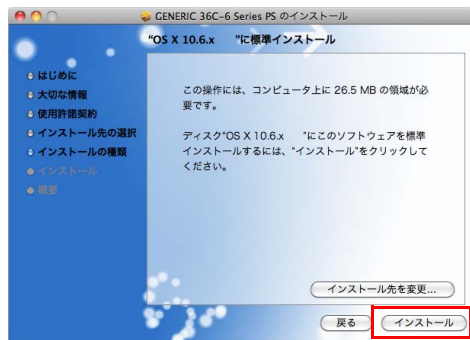 GENERIC 36C-6 Series PS のインストール
"OS X 10.6.x "に標準インストール
はじめに
大切な情報
使用許諾契約
インストール先の選択
インストールの種類
インストール
概要
この操作には、コンピュータ上に 26.5 MB の領域が必
要です。
ディスク"OS X 10.6.x "にこのソフトウェアを標準
インストールするには、"インストール"をクリックして
ください。
インストール先を変更...
戻る
インストール